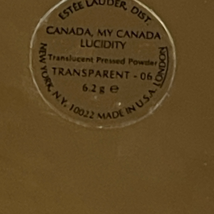 ESTÉE LAUDER, DIST.
CANADA, MY CANADA
LUCIDITY
Translucent Pressed Powder
TRANSPARENT - 06
6.2 g e
NEW YORK, N.Y. 10022 MADE IN U.S.A. LONDON